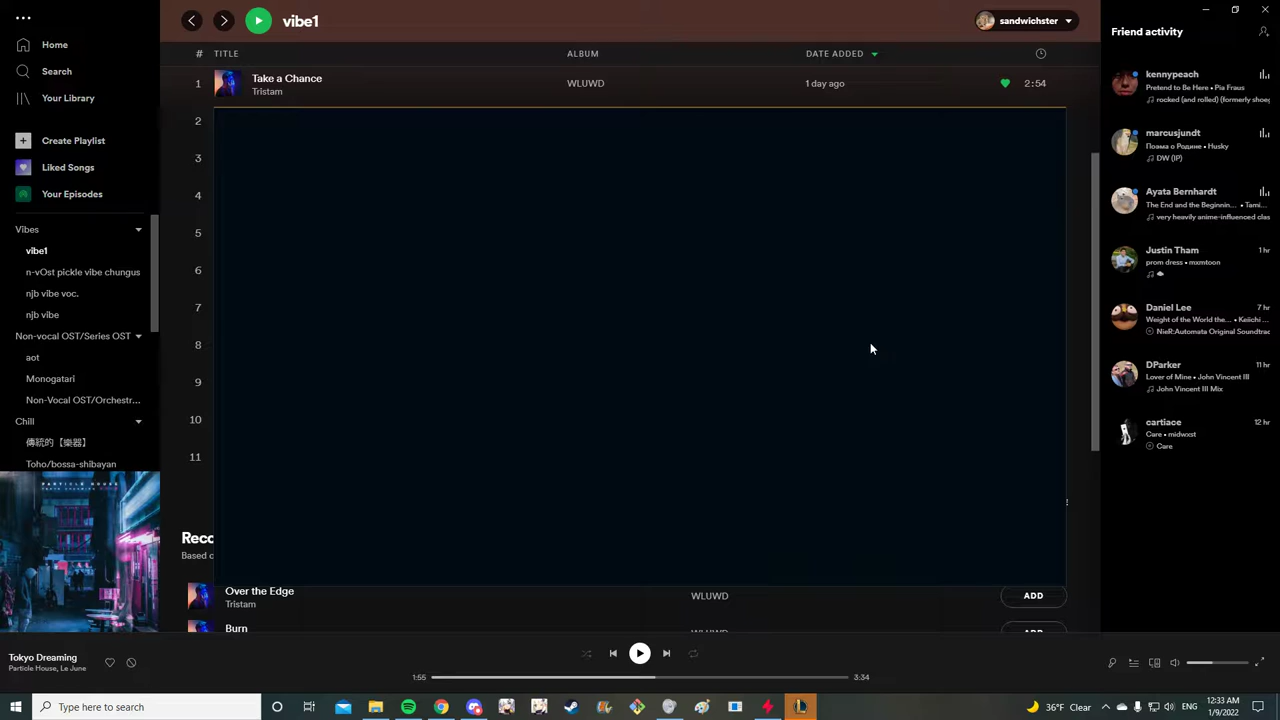 vibe1
sandwichster
Friend activity
Home
Search
Your Library
Create Playlist
Liked Songs
Your Episodes
Vibes
vibe1
n-vOst pickle vibe chungus
njb vibe voc.
njb vibe
Non-vocal OST/Series OST
aot
Monogatari
Non-Vocal OST/Orchestr...
Chill
傳統的【樂器】
Toho/bossa-shibayan
PARTICLE HOUSE
# TITLE ALBUM DATE ADDED
1 Take a Chance WLUWD 1 day ago 2:54
Tristam
2
3
4
5
6
7
8
9
10
11
Reco
Based o
Over the Edge WLUWD ADD
Tristam
Burn WLUWD ADD
kennypeach
Pretend to Be Here • Pia Fraus
rocked (and rolled) (formerly shoeg
marcusjundt
Поэма о Родине • Husky
DW (IP)
Ayata Bernhardt
The End and the Beginnin... • Tami...
very heavily anime-influenced clas
Justin Tham 1 hr
prom dress • mxmtoon
Daniel Lee 7 hr
Weight of the World the... • Keiichi ...
NieR:Automata Original Soundtrac
DParker 11 hr
Lover of Mine • John Vincent III
John Vincent III Mix
cartiace 12 hr
Care • midwxst
Care
Tokyo Dreaming
Particle House, Le June
1:55 3:34
Type here to search
36°F Clear
12:33 AM
1/9/2022